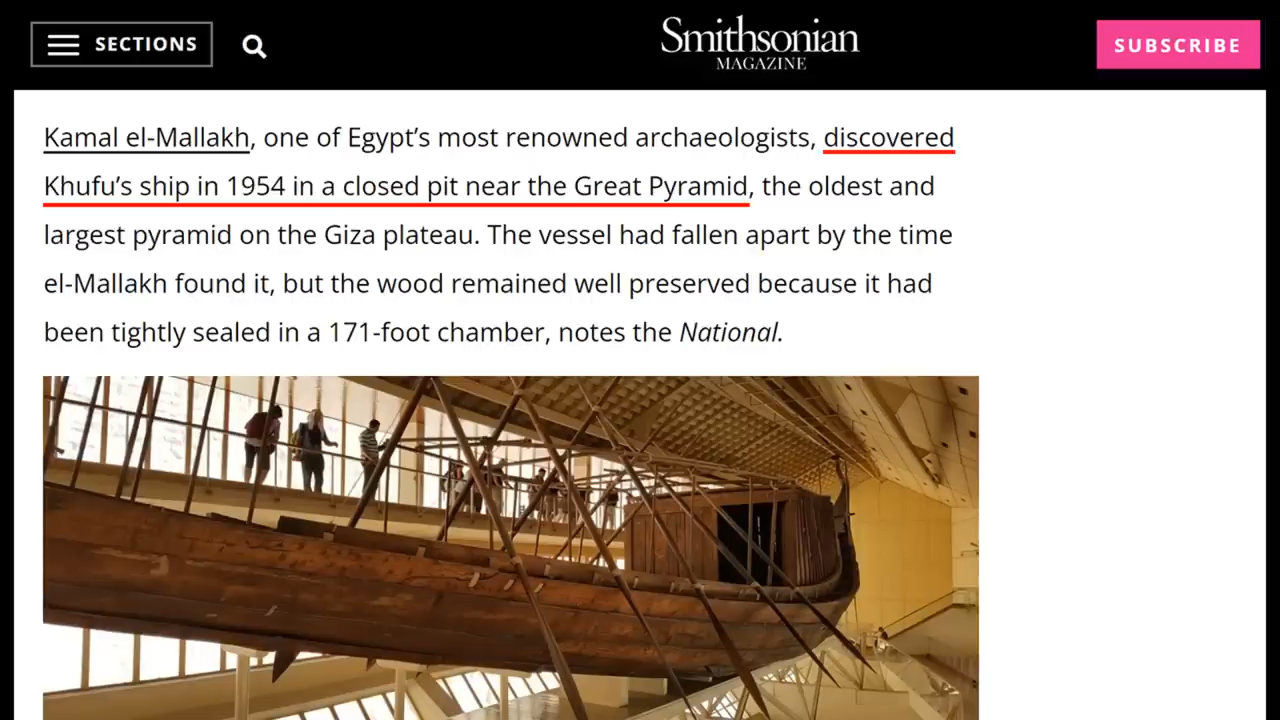 SECTIONS
Smithsonian
MAGAZINE
SUBSCRIBE
Kamal el-Mallakh, one of Egypt’s most renowned archaeologists, discovered
Khufu’s ship in 1954 in a closed pit near the Great Pyramid, the oldest and
largest pyramid on the Giza plateau. The vessel had fallen apart by the time
el-Mallakh found it, but the wood remained well preserved because it had
been tightly sealed in a 171-foot chamber, notes the National.